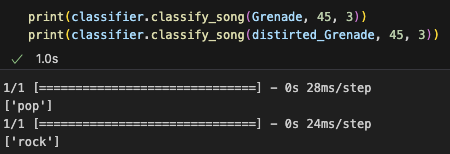 print(classifier.classify_song(Grenade, 45, 3))
print(classifier.classify_song(distirted_Grenade, 45, 3))
✓ 1.0s
1/1 [==============================] - 0s 28ms/step
['pop']
1/1 [==============================] - 0s 24ms/step
['rock']